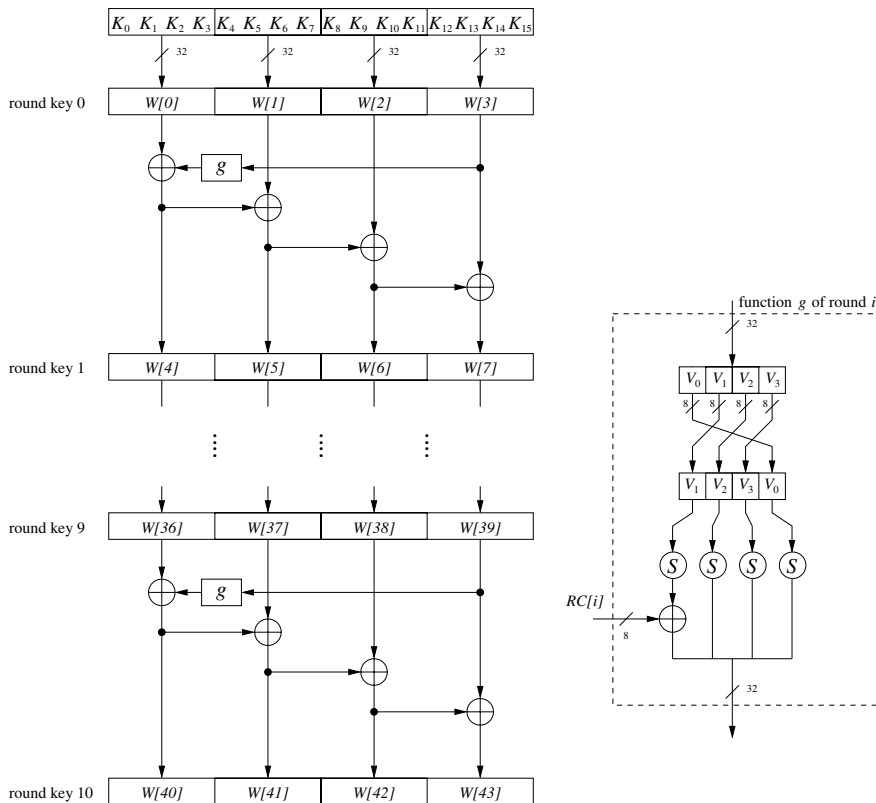 K0 K1 K2 K3 K4 K5 K6 K7 K8 K9 K10 K11 K12 K13 K14 K15
32 32 32 32
round key 0 W[0] W[1] W[2] W[3]
g
round key 1 W[4] W[5] W[6] W[7]
round key 9 W[36] W[37] W[38] W[39]
g
round key 10 W[40] W[41] W[42] W[43]
function g of round i
32
V0 V1 V2 V3
8 8 8 8
V1 V2 V3 V0
S S S S
RC[i]
8
32